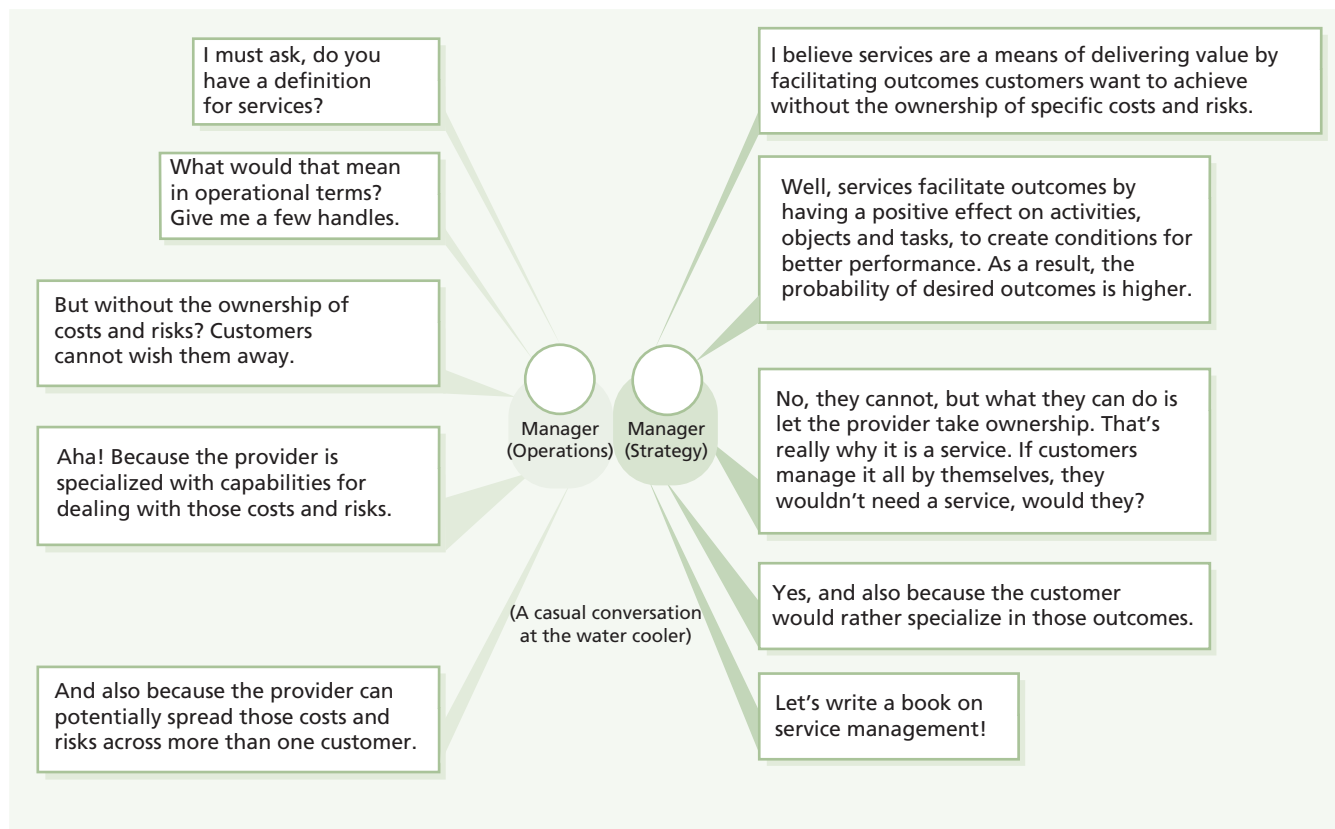 I must ask, do you
have a definition
for services?
I believe services are a means of delivering value by
facilitating outcomes customers want to achieve
without the ownership of specific costs and risks.
What would that mean
in operational terms?
Give me a few handles.
Well, services facilitate outcomes by
having a positive effect on activities,
objects and tasks, to create conditions for
better performance. As a result, the
probability of desired outcomes is higher.
But without the ownership of
costs and risks? Customers
cannot wish them away.
No, they cannot, but what they can do is
let the provider take ownership. That’s
really why it is a service. If customers
manage it all by themselves, they
wouldn’t need a service, would they?
Manager
(Operations)
Manager
(Strategy)
Aha! Because the provider is
specialized with capabilities for
dealing with those costs and risks.
Yes, and also because the customer
would rather specialize in those outcomes.
(A casual conversation
at the water cooler)
And also because the provider can
potentially spread those costs and
risks across more than one customer.
Let’s write a book on
service management!